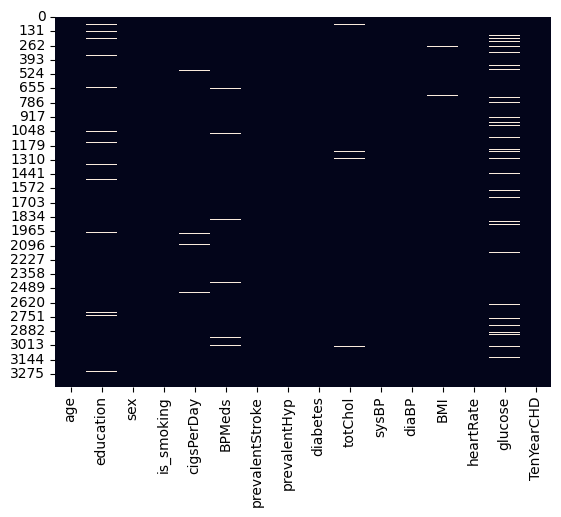 0
131
262
393
524
655
786
917
1048
1179
1310
1441
1572
1703
1834
1965
2096
2227
2358
2489
2620
2751
2882
3013
3144
3275
age
education
sex
is_smoking
cigsPerDay
BPMeds
prevalentStroke
prevalentHyp
diabetes
totChol
sysBP
diaBP
BMI
heartRate
glucose
TenYearCHD